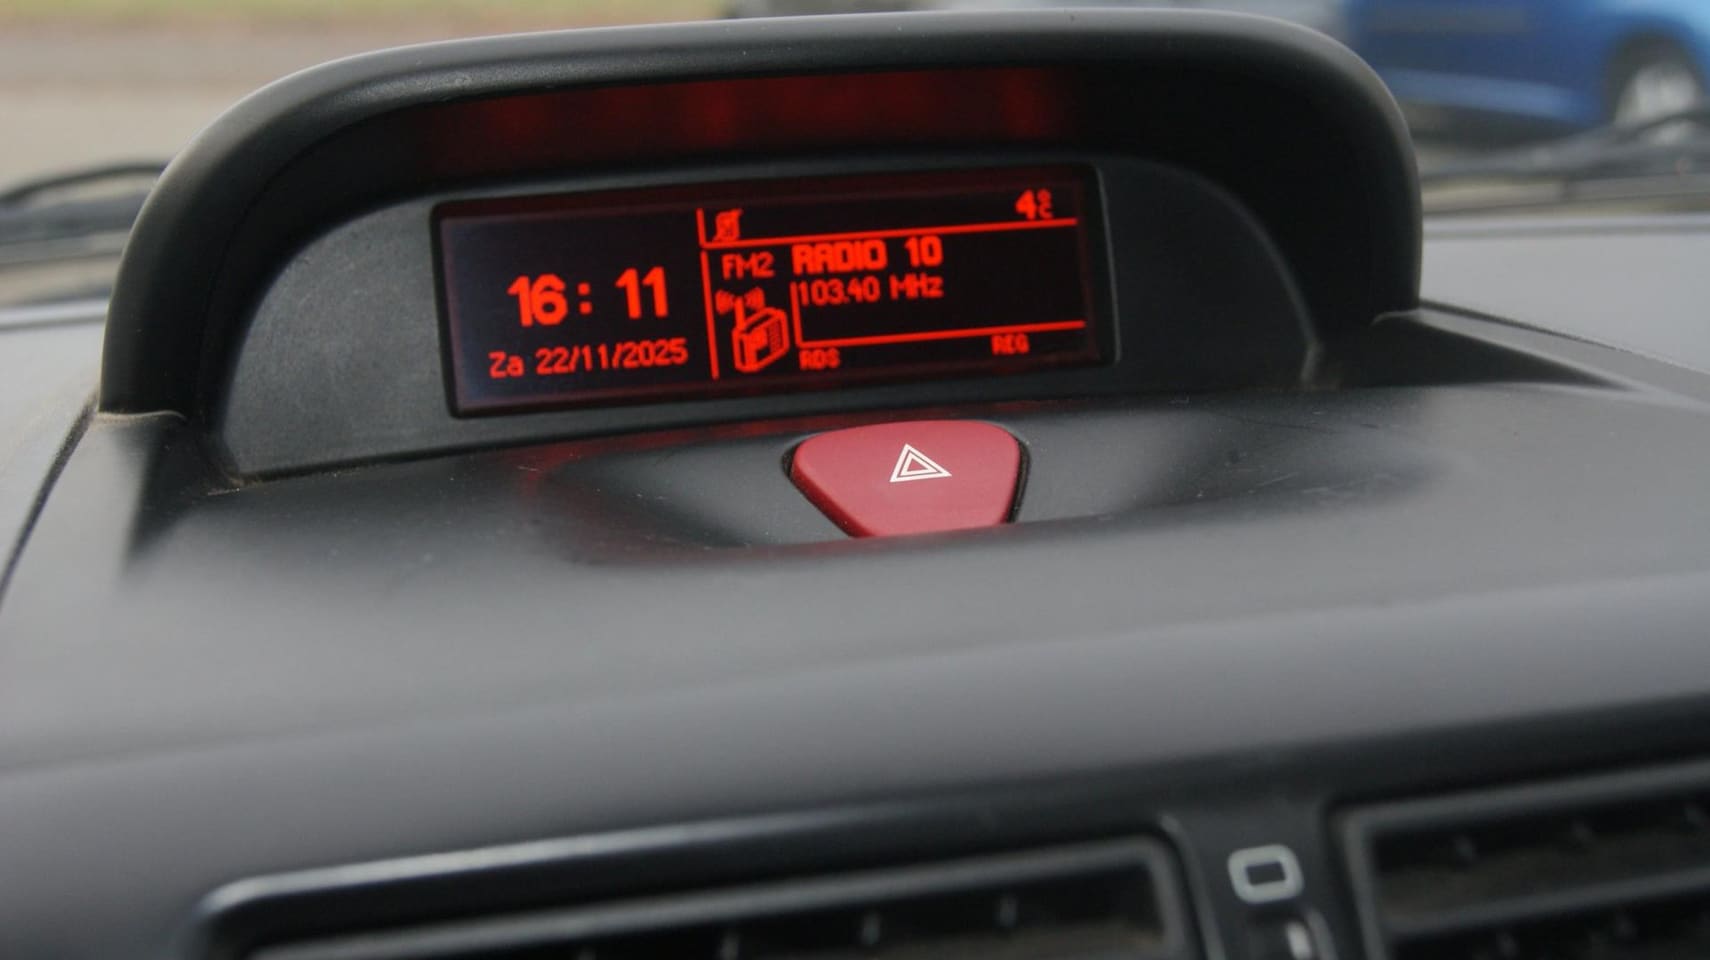 16:11
Za 22/11/2025
4°C
FM2 RADIO 10
103.40 MHz
RDS REG